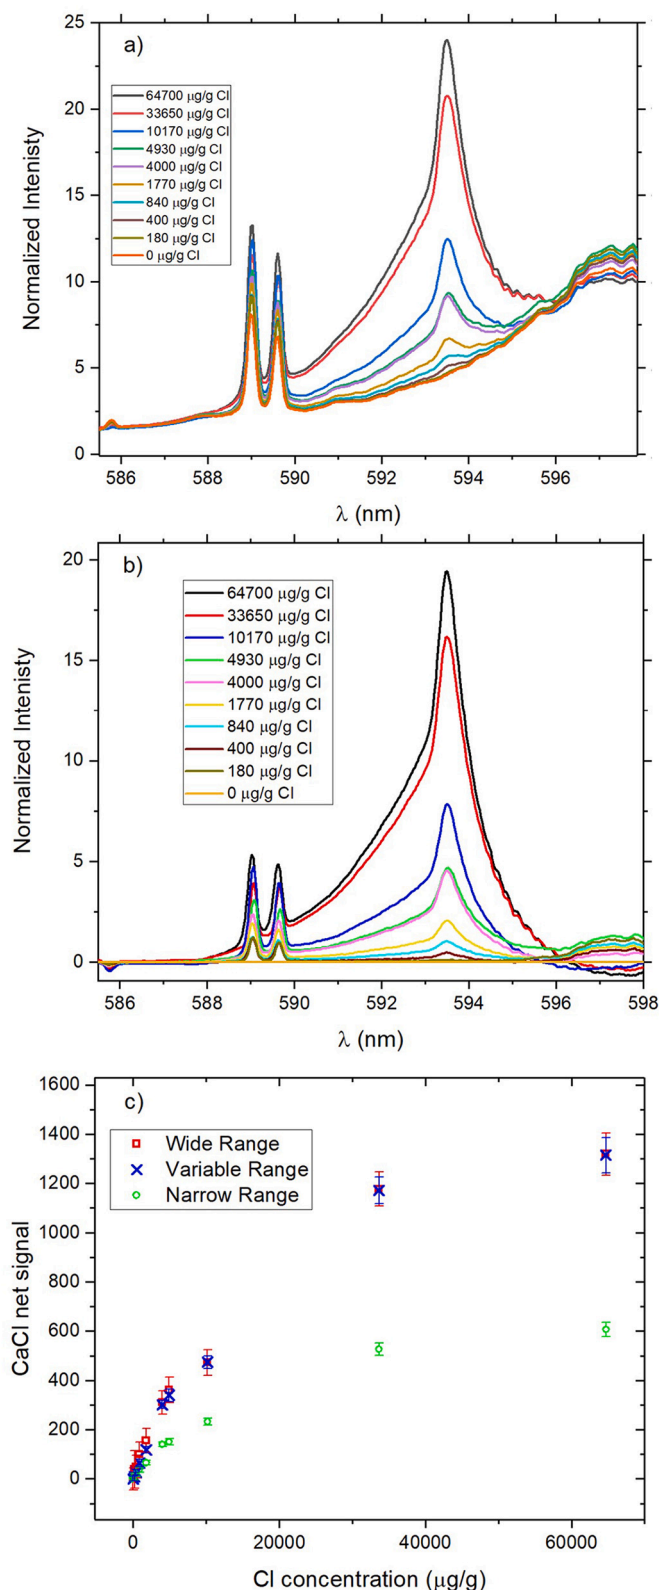 25
a)
64700 μg/g Cl
33650 μg/g Cl
10170 μg/g Cl
4930 μg/g Cl
4000 μg/g Cl
1770 μg/g Cl
840 μg/g Cl
400 μg/g Cl
180 μg/g Cl
0 μg/g Cl
20
15
10
5
0
Normalized Intenisty
586 588 590 592 594 596
λ (nm)
20
b)
64700 μg/g Cl
33650 μg/g Cl
10170 μg/g Cl
4930 μg/g Cl
4000 μg/g Cl
1770 μg/g Cl
840 μg/g Cl
400 μg/g Cl
180 μg/g Cl
0 μg/g Cl
15
10
5
0
Normalized Intenisty
586 588 590 592 594 596 598
λ (nm)
1600
c)
Wide Range
Variable Range
Narrow Range
1400
1200
1000
800
600
400
200
0
CaCl net signal
0 20000 40000 60000
Cl concentration (μg/g)